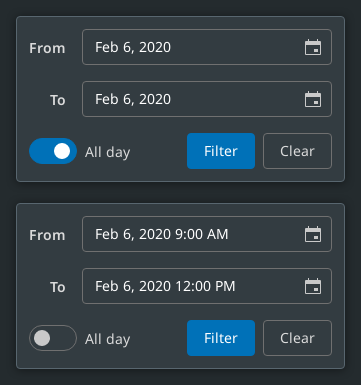 From Feb 6, 2020
To Feb 6, 2020
All day Filter Clear
From Feb 6, 2020 9:00 AM
To Feb 6, 2020 12:00 PM
All day Filter Clear